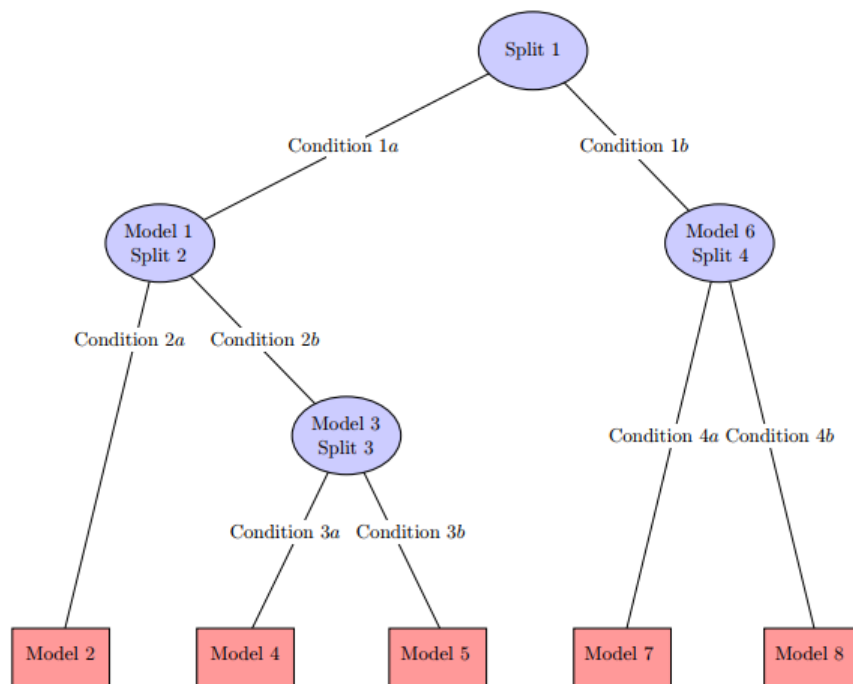 Split 1
Condition 1a
Condition 1b
Model 1
Split 2
Model 6
Split 4
Condition 2a
Condition 2b
Model 3
Split 3
Condition 4a
Condition 4b
Condition 3a
Condition 3b
Model 2
Model 4
Model 5
Model 7
Model 8